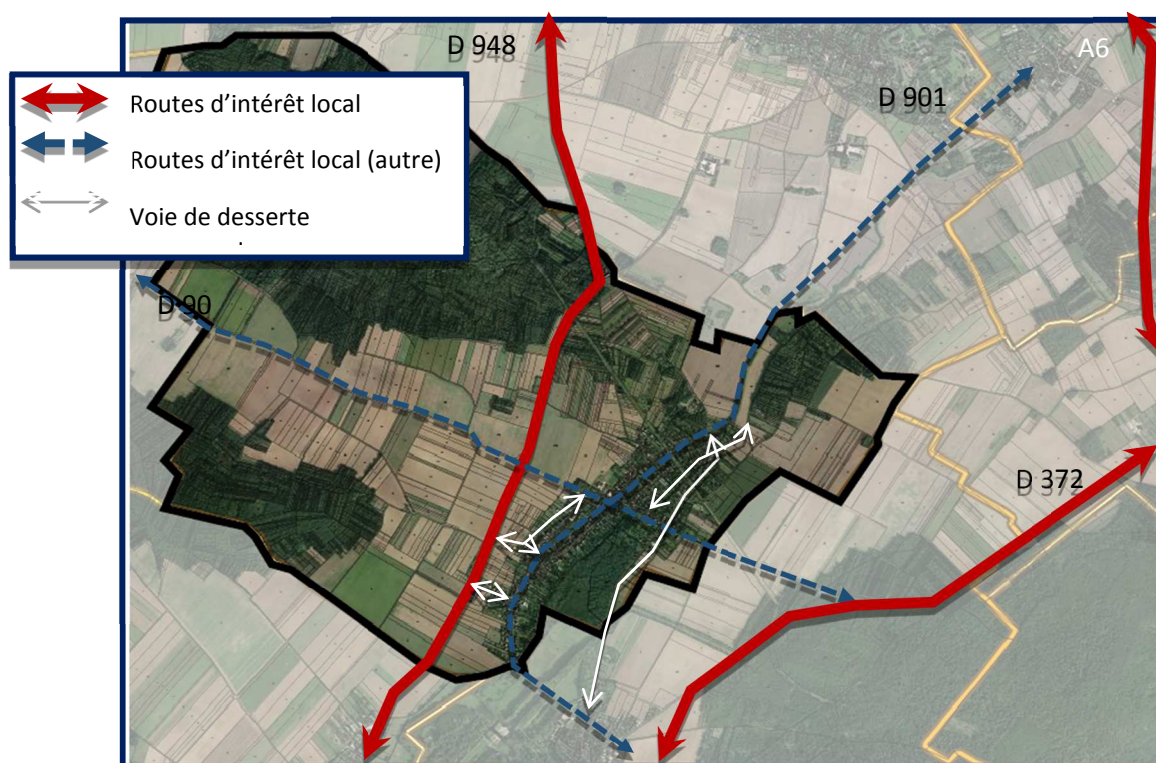 D 948
A6
Routes d'intérêt local
D 901
Routes d'intérêt local (autre)
Voie de desserte
.
D 90
D 372